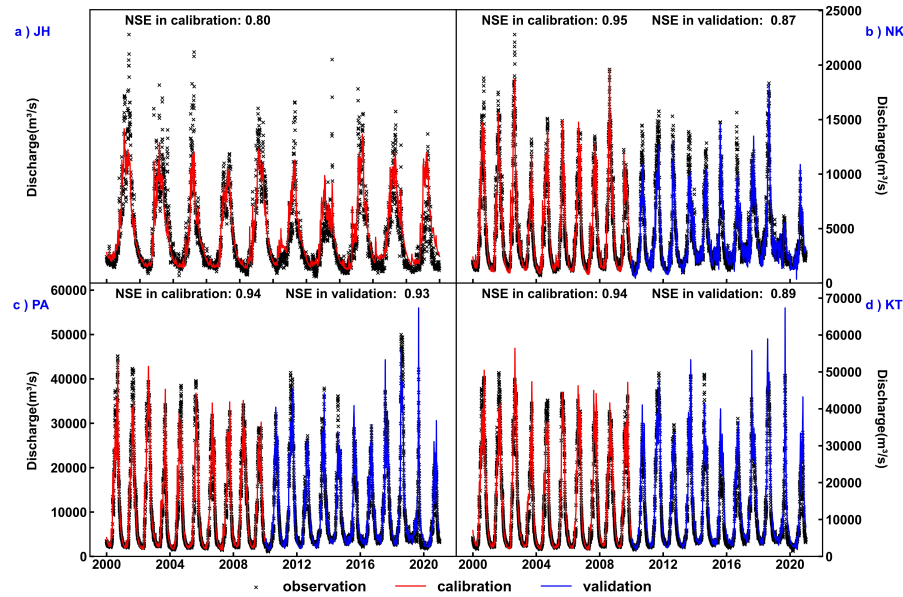 NSE in calibration: 0.80
a ) JH
Discharge(m³/s)
NSE in calibration: 0.95 NSE in validation: 0.87
b ) NK
25000
20000
15000
10000
5000
0
Discharge(m³/s)
NSE in calibration: 0.94 NSE in validation: 0.93
c ) PA
60000
50000
40000
30000
20000
10000
0
Discharge(m³/s)
2000 2004 2008 2012 2016 2020
NSE in calibration: 0.94 NSE in validation: 0.89
d ) KT
70000
60000
50000
40000
30000
20000
10000
0
Discharge(m³/s)
2000 2004 2008 2012 2016 2020
observation calibration validation